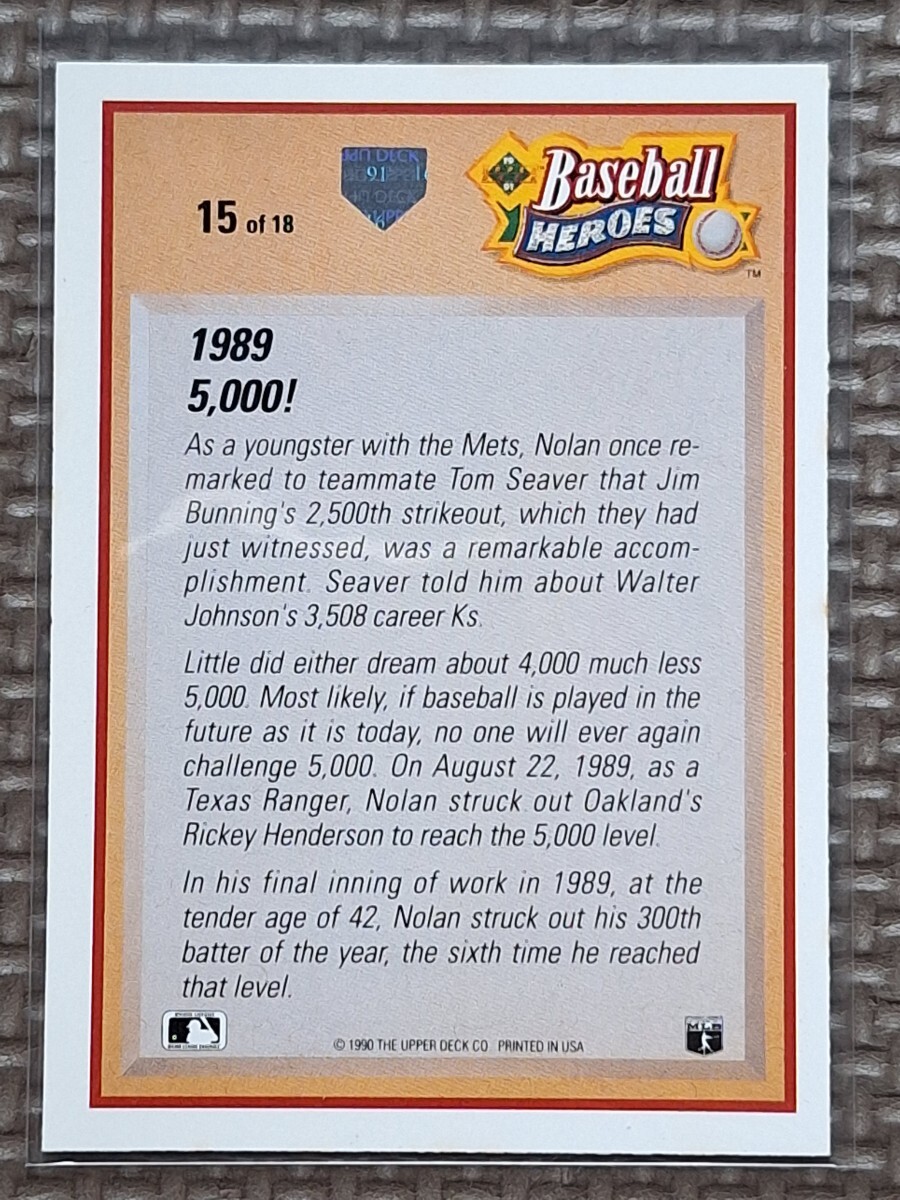 15 of 18
Baseball
HEROES
TM
1989
5,000!
As a youngster with the Mets, Nolan once re-
marked to teammate Tom Seaver that Jim
Bunning's 2,500th strikeout, which they had
just witnessed, was a remarkable accom-
plishment. Seaver told him about Walter
Johnson's 3,508 career Ks.
Little did either dream about 4,000 much less
5,000. Most likely, if baseball is played in the
future as it is today, no one will ever again
challenge 5,000. On August 22, 1989, as a
Texas Ranger, Nolan struck out Oakland's
Rickey Henderson to reach the 5,000 level.
In his final inning of work in 1989, at the
tender age of 42, Nolan struck out his 300th
batter of the year, the sixth time he reached
that level.
© 1990 THE UPPER DECK CO. PRINTED IN USA